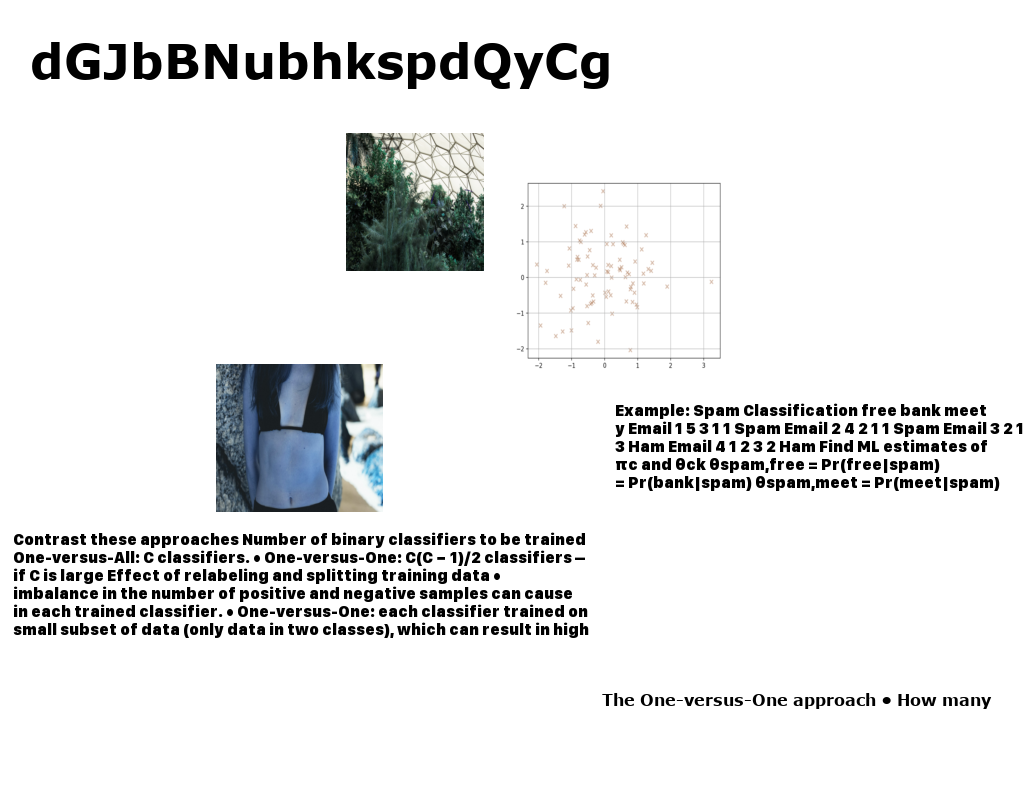 dGJbBNubhkspdQyCg
2
1
0
−1
−2
−2 −1 0 1 2 3
Example: Spam Classification free bank meet
y Email 1 5 3 1 1 Spam Email 2 4 2 1 1 Spam Email 3 2 1
3 Ham Email 4 1 2 3 2 Ham Find ML estimates of
πc and θck θspam,free = Pr(free|spam)
= Pr(bank|spam) θspam,meet = Pr(meet|spam)
Contrast these approaches Number of binary classifiers to be trained
One-versus-All: C classifiers. • One-versus-One: C(C − 1)/2 classifiers –
if C is large Effect of relabeling and splitting training data •
imbalance in the number of positive and negative samples can cause
in each trained classifier. • One-versus-One: each classifier trained on
small subset of data (only data in two classes), which can result in high
The One-versus-One approach • How many